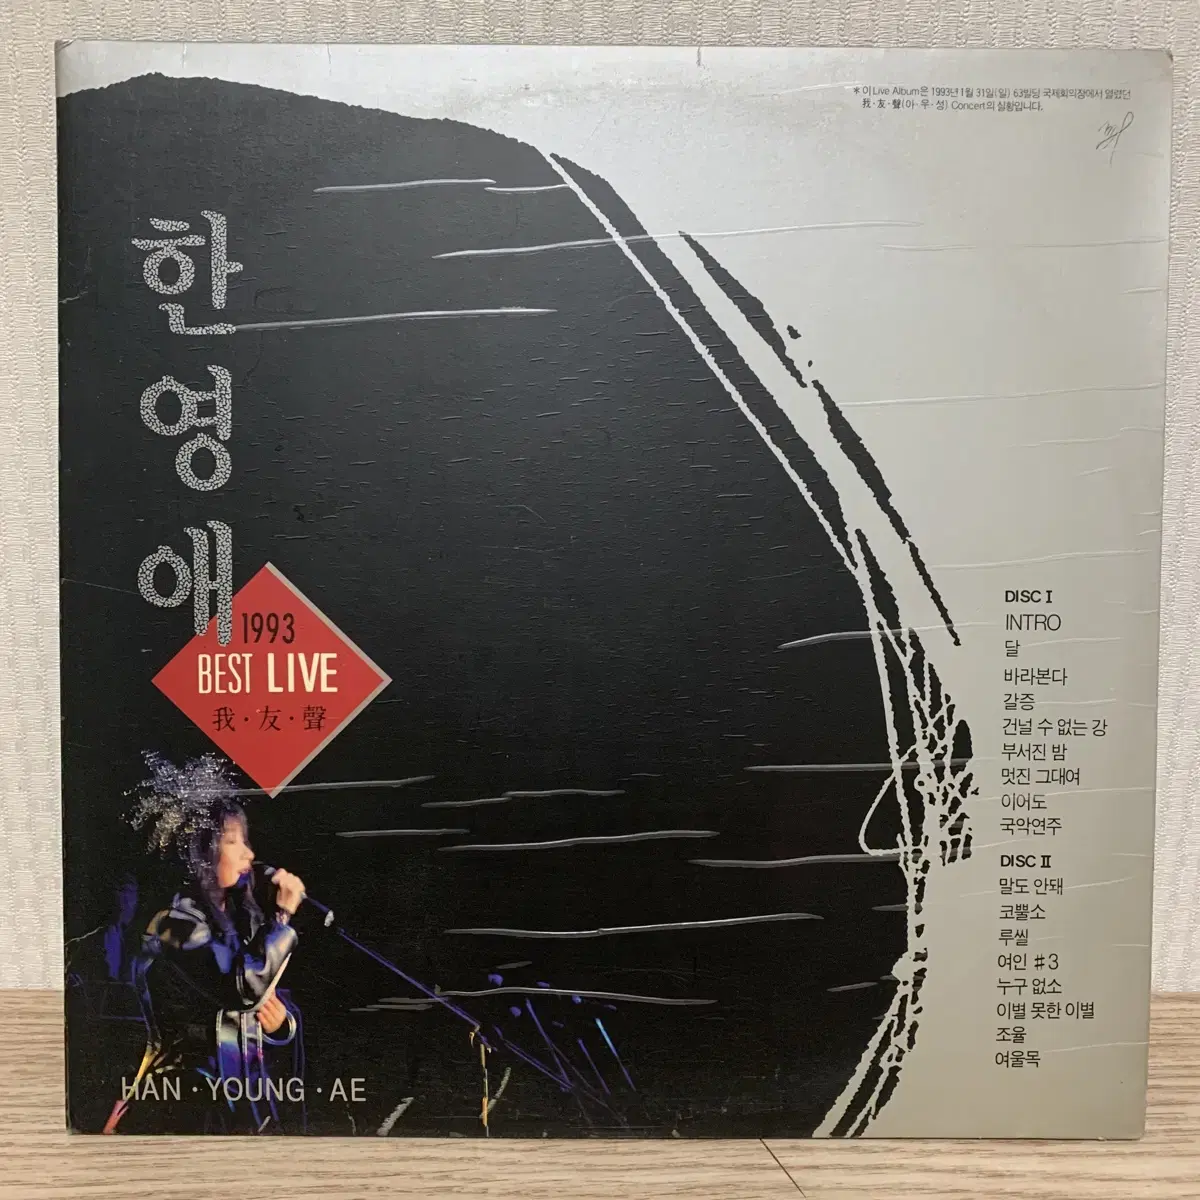 * 이 Live Album은 1993년 1월 31일(일) 63빌딩 국제회의장에서 열렸던
我·友·聲(아·우·성) Concert의 실황입니다.
한영애
1993
BEST LIVE
我·友·聲
DISC I
INTRO
달
바라본다
갈증
건널 수 없는 강
부서진 밤
멋진 그대여
이어도
국악연주
DISC II
말도 안돼
코뿔소
루씰
여인 #3
누구 없소
이별 못한 이별
조율
여울목
HAN · YOUNG · AE